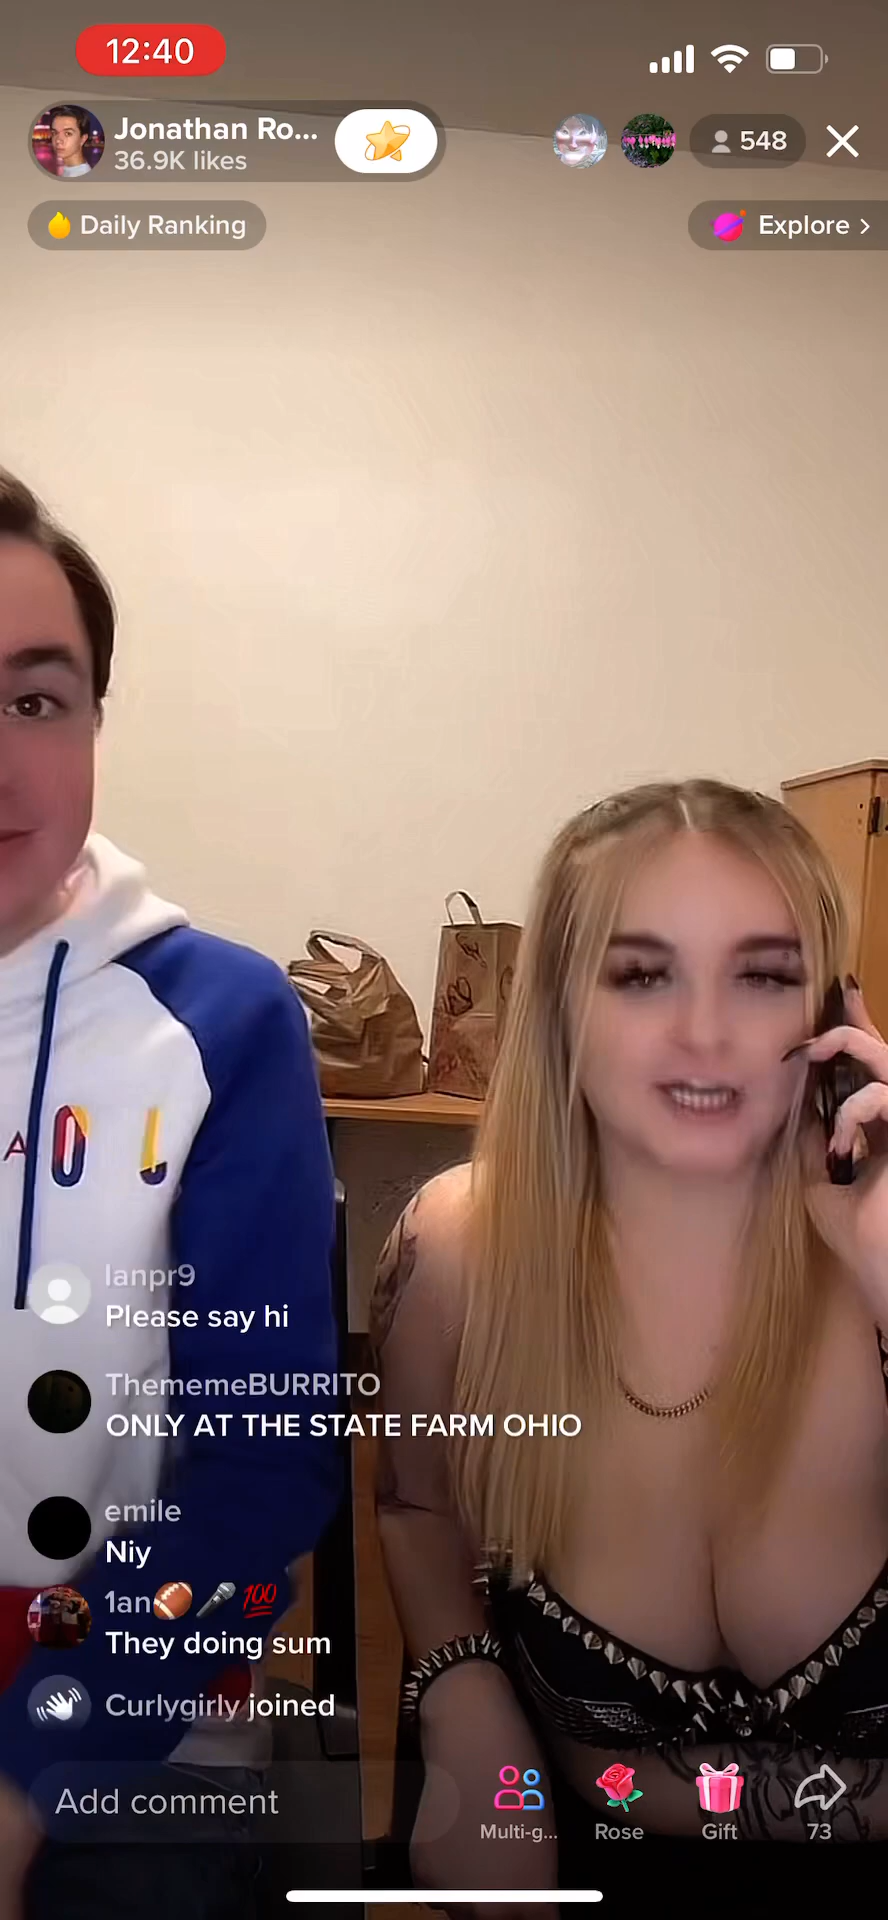 12:40
Jonathan Ro...
36.9K likes
548
Daily Ranking
Explore >
lanpr9
Please say hi
ThememeBURRITO
ONLY AT THE STATE FARM OHIO
emile
Niy
1an🏈🎤💯
They doing sum
Curlygirly joined
Add comment
Multi-g...
Rose
Gift
73